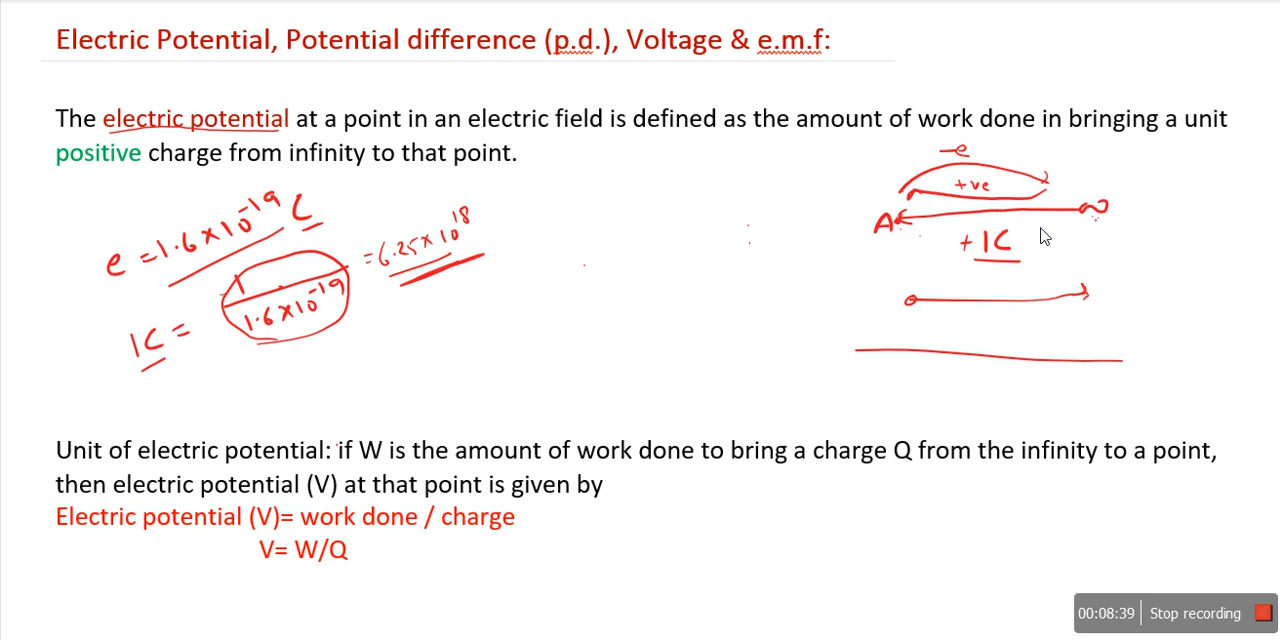 Electric Potential, Potential difference (p.d.), Voltage & e.m.f:
The electric potential at a point in an electric field is defined as the amount of work done in bringing a unit
positive charge from infinity to that point.
-e
+ve
A ∞
+1C
e = 1.6×10⁻¹⁹ C
1C = 1/1.6×10⁻¹⁹ = 6.25×10¹⁸
Unit of electric potential: if W is the amount of work done to bring a charge Q from the infinity to a point,
then electric potential (V) at that point is given by
Electric potential (V)= work done / charge
V= W/Q
00:08:39 Stop recording